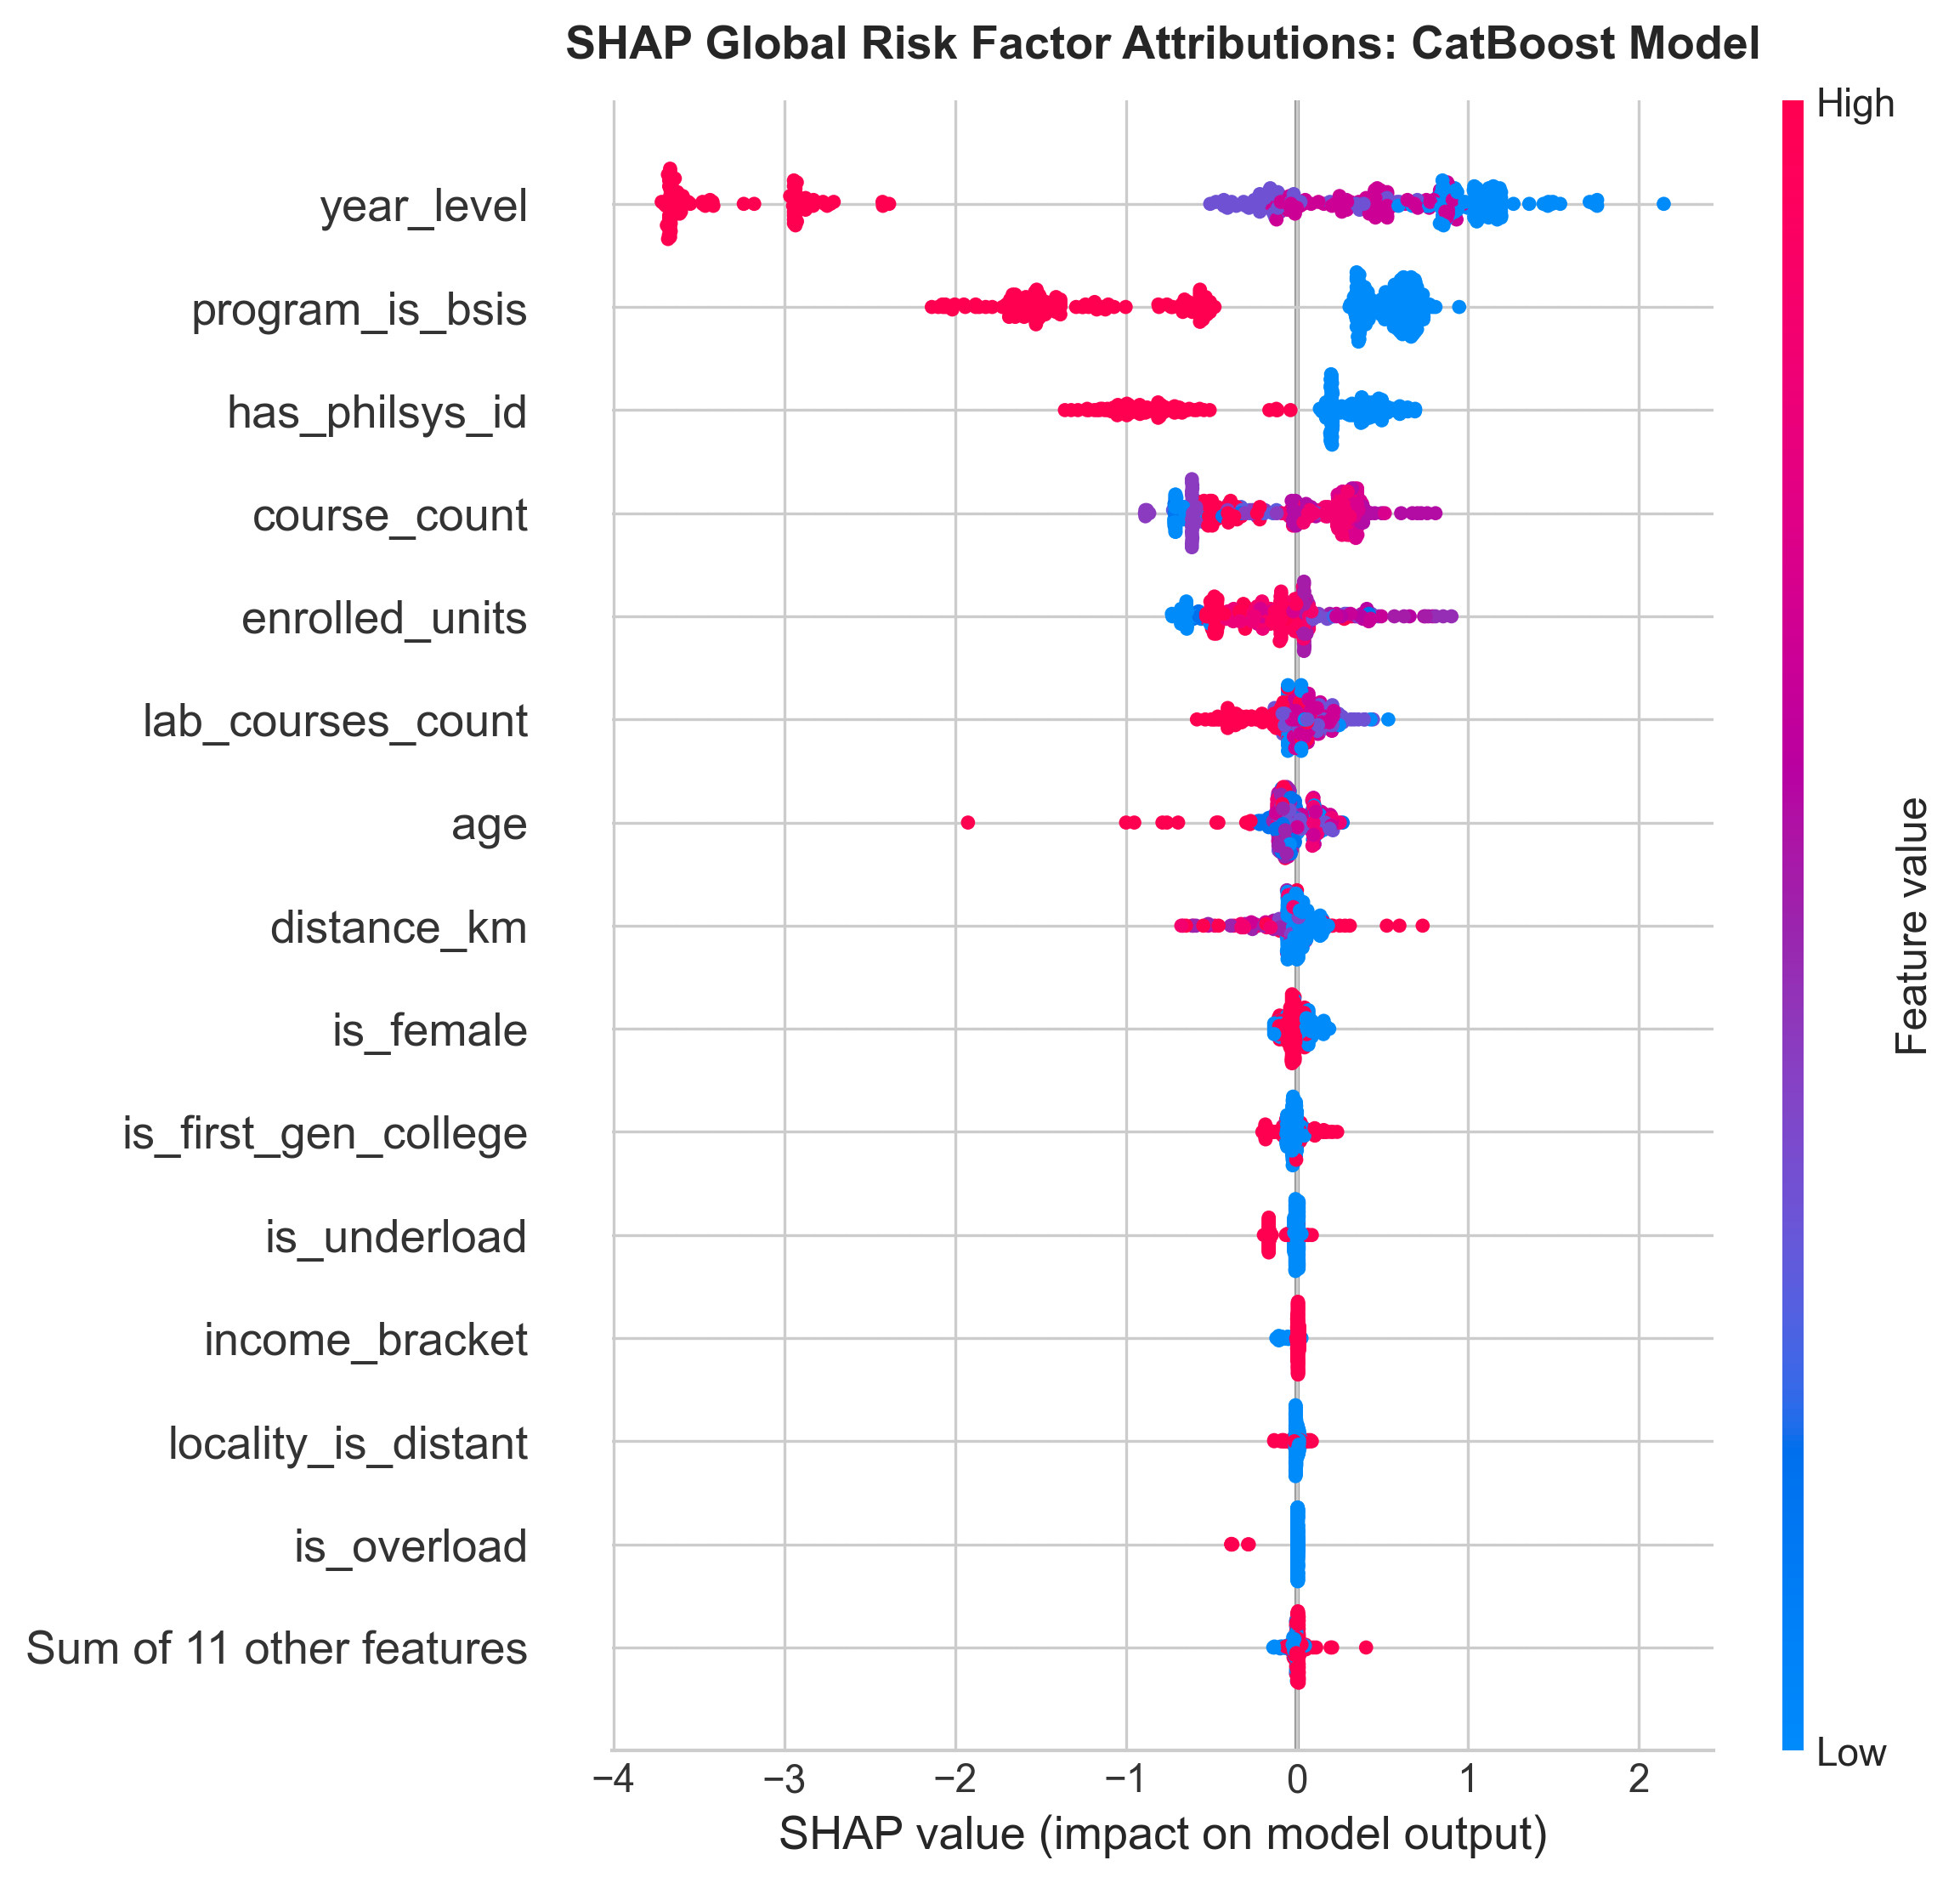 SHAP Global Risk Factor Attributions: CatBoost Model
High
year_level
program_is_bsis
has_philsys_id
course_count
enrolled_units
lab_courses_count
age
distance_km
is_female
is_first_gen_college
is_underload
income_bracket
locality_is_distant
is_overload
Sum of 11 other features
Feature value
Low
−4 −3 −2 −1 0 1 2
SHAP value (impact on model output)